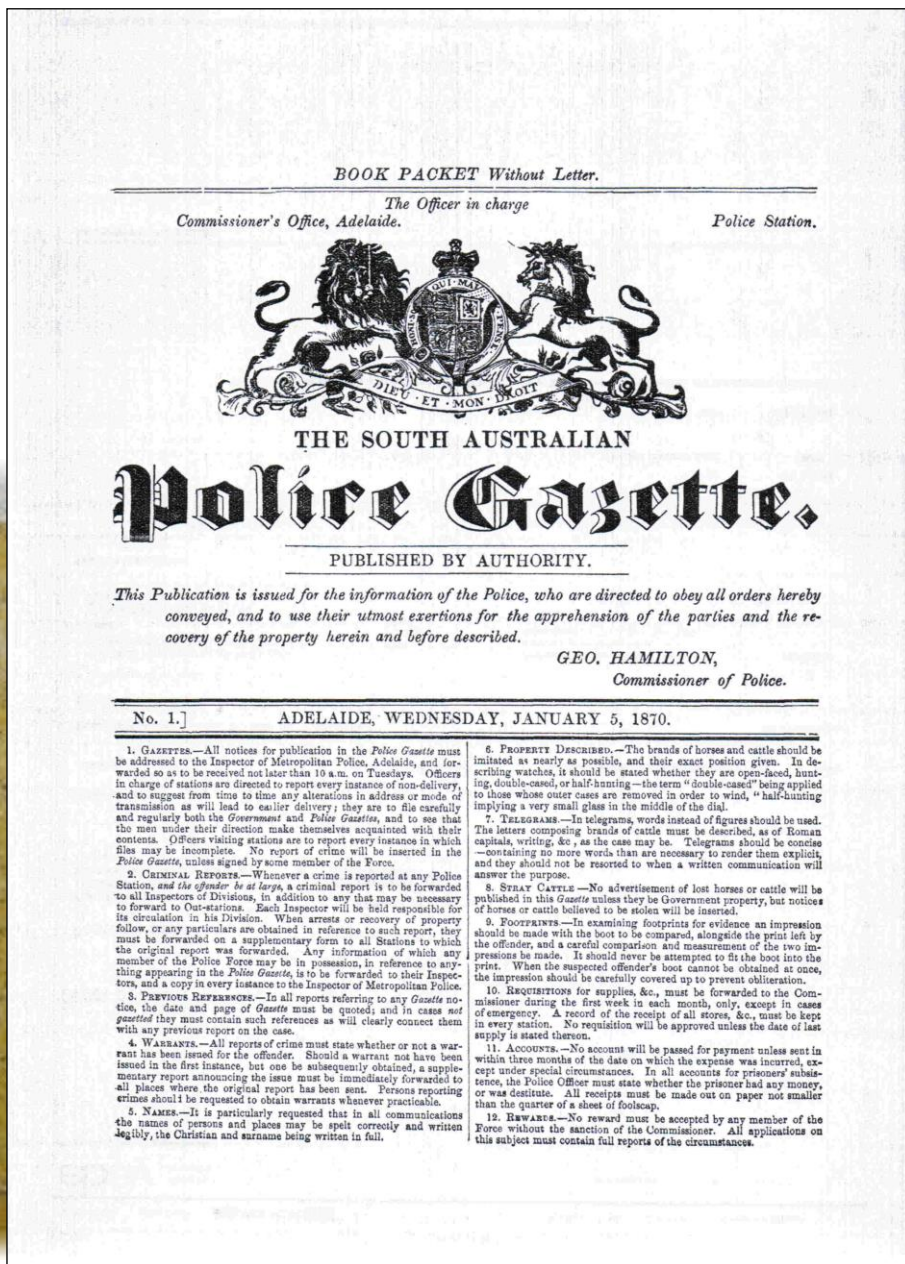 BOOK PACKET Without Letter.
The Officer in charge
Commissioner's Office, Adelaide. Police Station.
QUI · MAL
DIEU · ET · MON · DROIT
THE SOUTH AUSTRALIAN
Police Gazette.
PUBLISHED BY AUTHORITY.
This Publication is issued for the information of the Police, who are directed to obey all orders hereby
conveyed, and to use their utmost exertions for the apprehension of the parties and the re-
covery of the property herein and before described.
GEO. HAMILTON,
Commissioner of Police.
No. 1.] ADELAIDE, WEDNESDAY, JANUARY 5, 1870.
1. GAZETTES.—All notices for publication in the Police Gazette must
be addressed to the Inspector of Metropolitan Police, Adelaide, and for-
warded so as to be received not later than 10 a.m. on Tuesdays. Officers
in charge of stations are directed to report every instance of non-delivery,
and to suggest from time to time any alterations in address or mode of
transmission as will lead to earlier delivery; they are to file carefully
and regularly both the Government and Police Gazettes, and to see that
the men under their direction make themselves acquainted with their
contents. Officers visiting stations are to report every instance in which
files may be incomplete. No report of crime will be inserted in the
Police Gazette, unless signed by some member of the Force.
2. CRIMINAL REPORTS.—Whenever a crime is reported at any Police
Station, and the offender be at large, a criminal report is to be forwarded
to all Inspectors of Divisions, in addition to any that may be necessary
to forward to Out-stations. Each Inspector will be held responsible for
its circulation in his Division. When arrests or recovery of property
follow, or any particulars are obtained in reference to such report, they
must be forwarded on a supplementary form to all Stations to which
the original report was forwarded. Any information of which any
member of the Police Force may be in possession, in reference to any-
thing appearing in the Police Gazette, is to be forwarded to their Inspec-
tors, and a copy in every instance to the Inspector of Metropolitan Police.
3. PREVIOUS REFERENCES.—In all reports referring to any Gazette no-
tice, the date and page of Gazette must be quoted; and in cases not
gazetted they must contain such references as will clearly connect them
with any previous report on the case.
4. WARRANTS.—All reports of crime must state whether or not a war-
rant has been issued for the offender. Should a warrant not have been
issued in the first instance, but one be subsequently obtained, a supple-
mentary report announcing the issue must be immediately forwarded to
all places where the original report has been sent. Persons reporting
crimes should be requested to obtain warrants whenever practicable.
5. NAMES.—It is particularly requested that in all communications
the names of persons and places may be spelt correctly and written
legibly, the Christian and surname being written in full.
6. PROPERTY DESCRIBED.—The brands of horses and cattle should be
imitated as nearly as possible, and their exact position given. In de-
scribing watches, it should be stated whether they are open-faced, hunt-
ing, double-cased, or half-hunting—the term "double-cased" being applied
to those whose outer cases are removed in order to wind, "half-hunting
implying a very small glass in the middle of the dial.
7. TELEGRAMS.—In telegrams, words instead of figures should be used.
The letters composing brands of cattle must be described, as of Roman
capitals, writing, &c, as the case may be. Telegrams should be concise
—containing no more words than are necessary to render them explicit,
and they should not be resorted to when a written communication will
answer the purpose.
8. STRAY CATTLE—No advertisement of lost horses or cattle will be
published in this Gazette unless they be Government property, but notices
of horses or cattle believed to be stolen will be inserted.
9. FOOTPRINTS.—In examining footprints for evidence an impression
should be made with the boot to be compared, alongside the print left by
the offender, and a careful comparison and measurement of the two im-
pressions be made. It should never be attempted to fit the boot into the
print. When the suspected offender's boot cannot be obtained at once,
the impression should be carefully covered up to prevent obliteration.
10. REQUISITIONS for supplies, &c., must be forwarded to the Com-
missioner during the first week in each month, only, except in cases
of emergency. A record of the receipt of all stores, &c., must be kept
in every station. No requisition will be approved unless the date of last
supply is stated thereon.
11. ACCOUNTS.—No account will be passed for payment unless sent in
within three months of the date on which the expense was incurred, ex-
cept under special circumstances. In all accounts for prisoners' subsis-
tence, the Police Officer must state whether the prisoner had any money,
or was destitute. All receipts must be made out on paper not smaller
than the quarter of a sheet of foolscap.
12. REWARDS.—No reward must be accepted by any member of the
Force without the sanction of the Commissioner. All applications on
this subject must contain full reports of the circumstances.